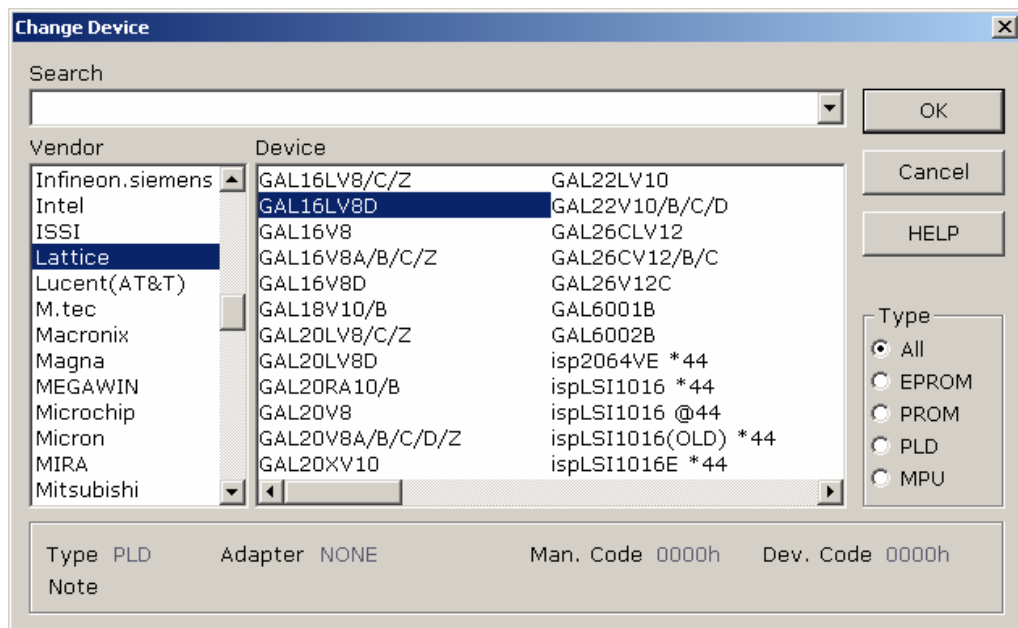 Change Device
Search
OK
Vendor Device
Cancel
HELP
Infineon.siemens GAL16LV8/C/Z GAL22LV10
Intel GAL16LV8D GAL22V10/B/C/D
ISSI GAL16V8 GAL26CLV12
Lattice GAL16V8A/B/C/Z GAL26CV12/B/C
Lucent(AT&T) GAL16V8D GAL26V12C
M.tec GAL18V10/B GAL6001B
Macronix GAL20LV8/C/Z GAL6002B
Magna GAL20LV8D isp2064VE *44
MEGAWIN GAL20RA10/B ispLSI1016 *44
Microchip GAL20V8 ispLSI1016 @44
Micron GAL20V8A/B/C/D/Z ispLSI1016(OLD) *44
MIRA GAL20XV10 ispLSI1016E *44
Mitsubishi
Type
All
EPROM
PROM
PLD
MPU
Type PLD Adapter NONE Man. Code 0000h Dev. Code 0000h
Note